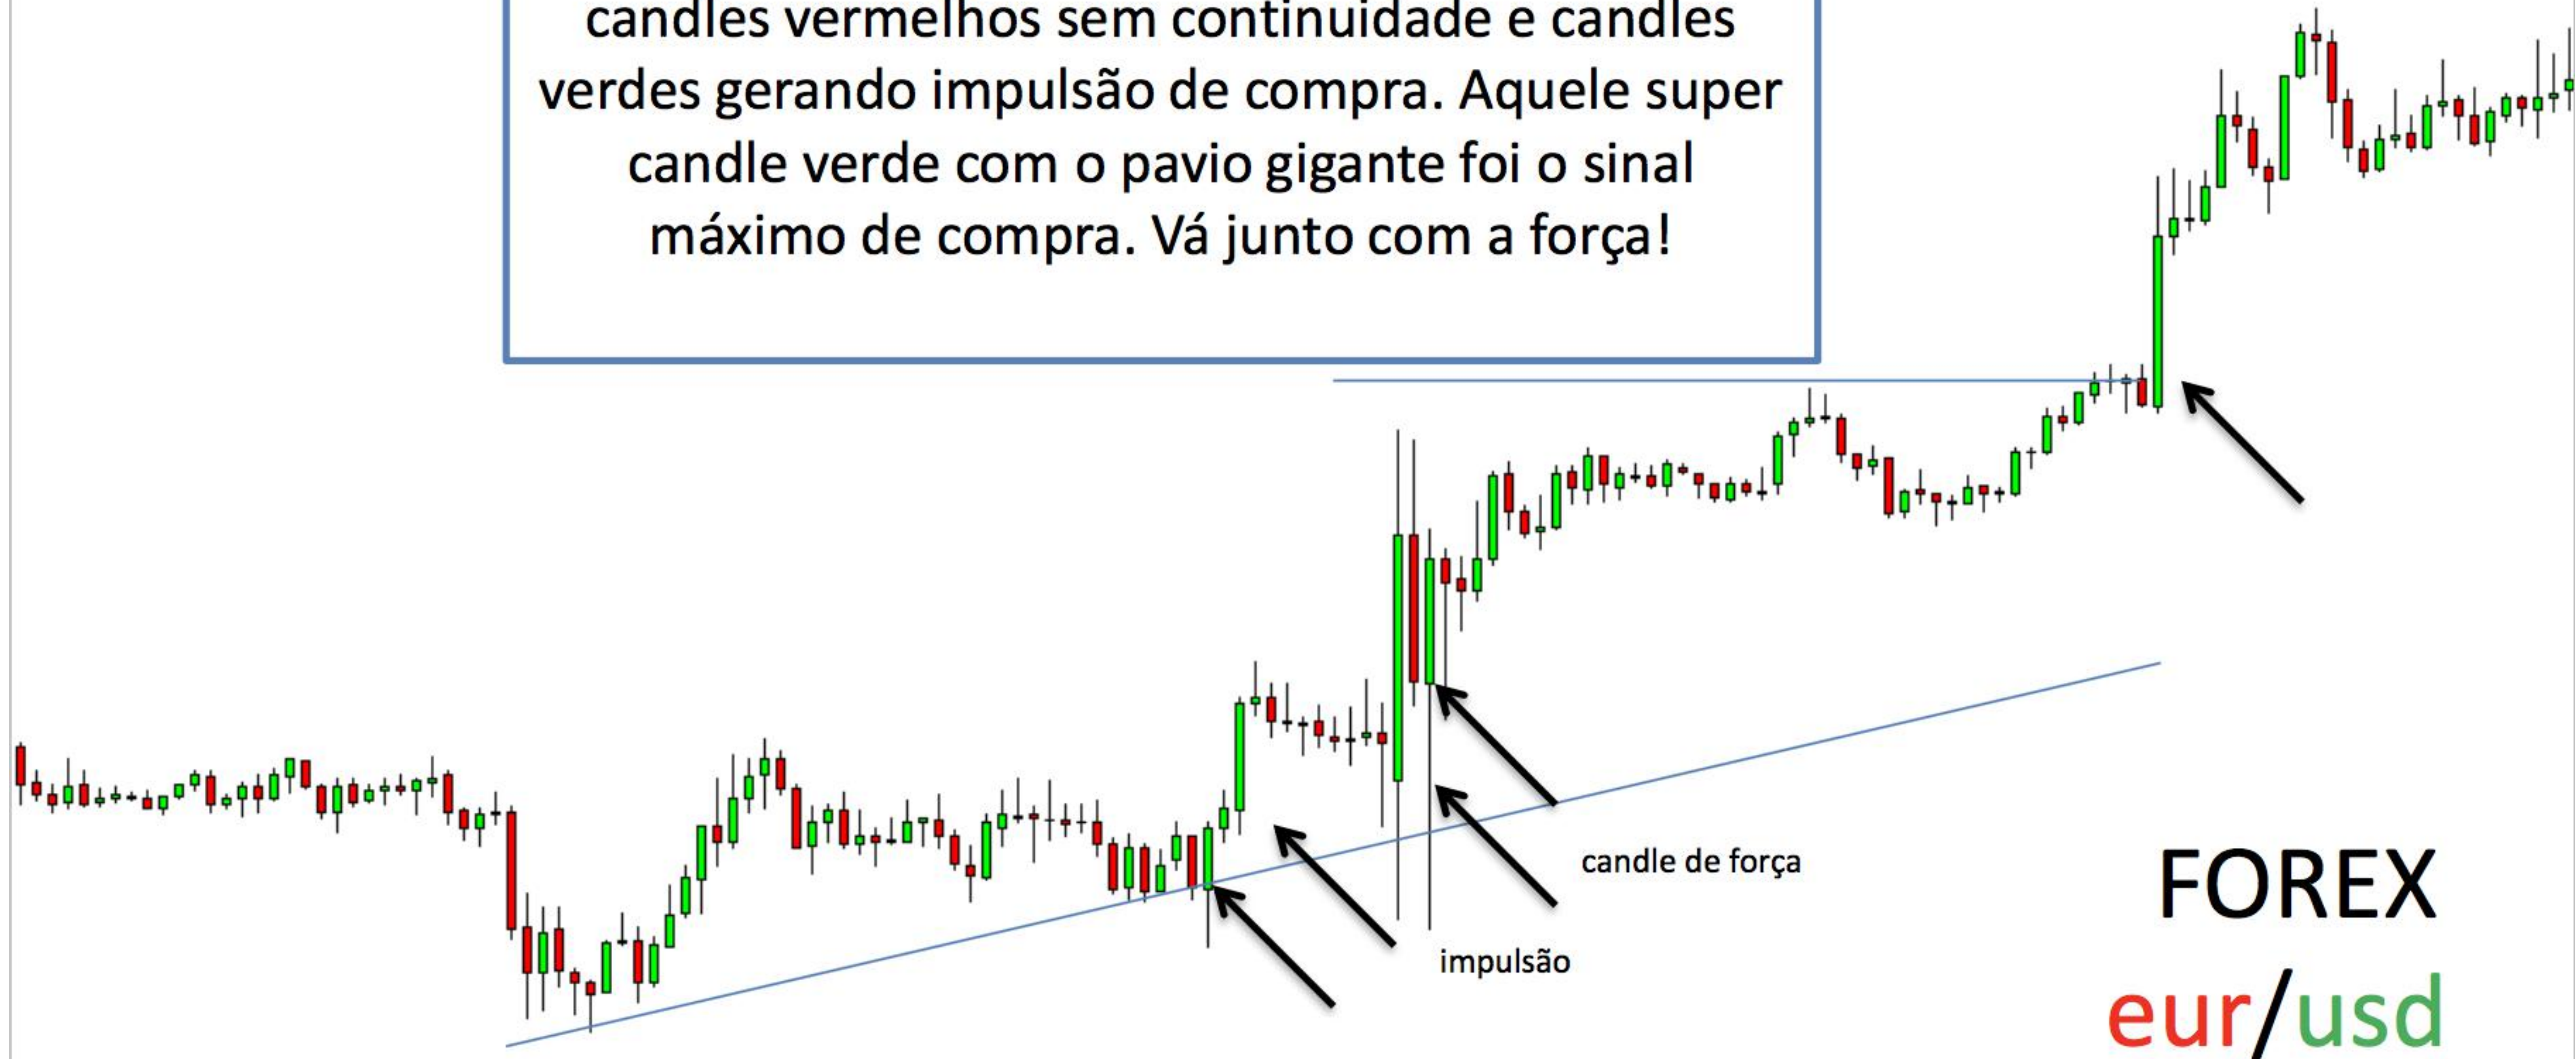 candles vermelhos sem continuidade e candles
verdes gerando impulsão de compra. Aquele super
candle verde com o pavio gigante foi o sinal
máximo de compra. Vá junto com a força!
candle de força
impulsão
FOREX
eur/usd